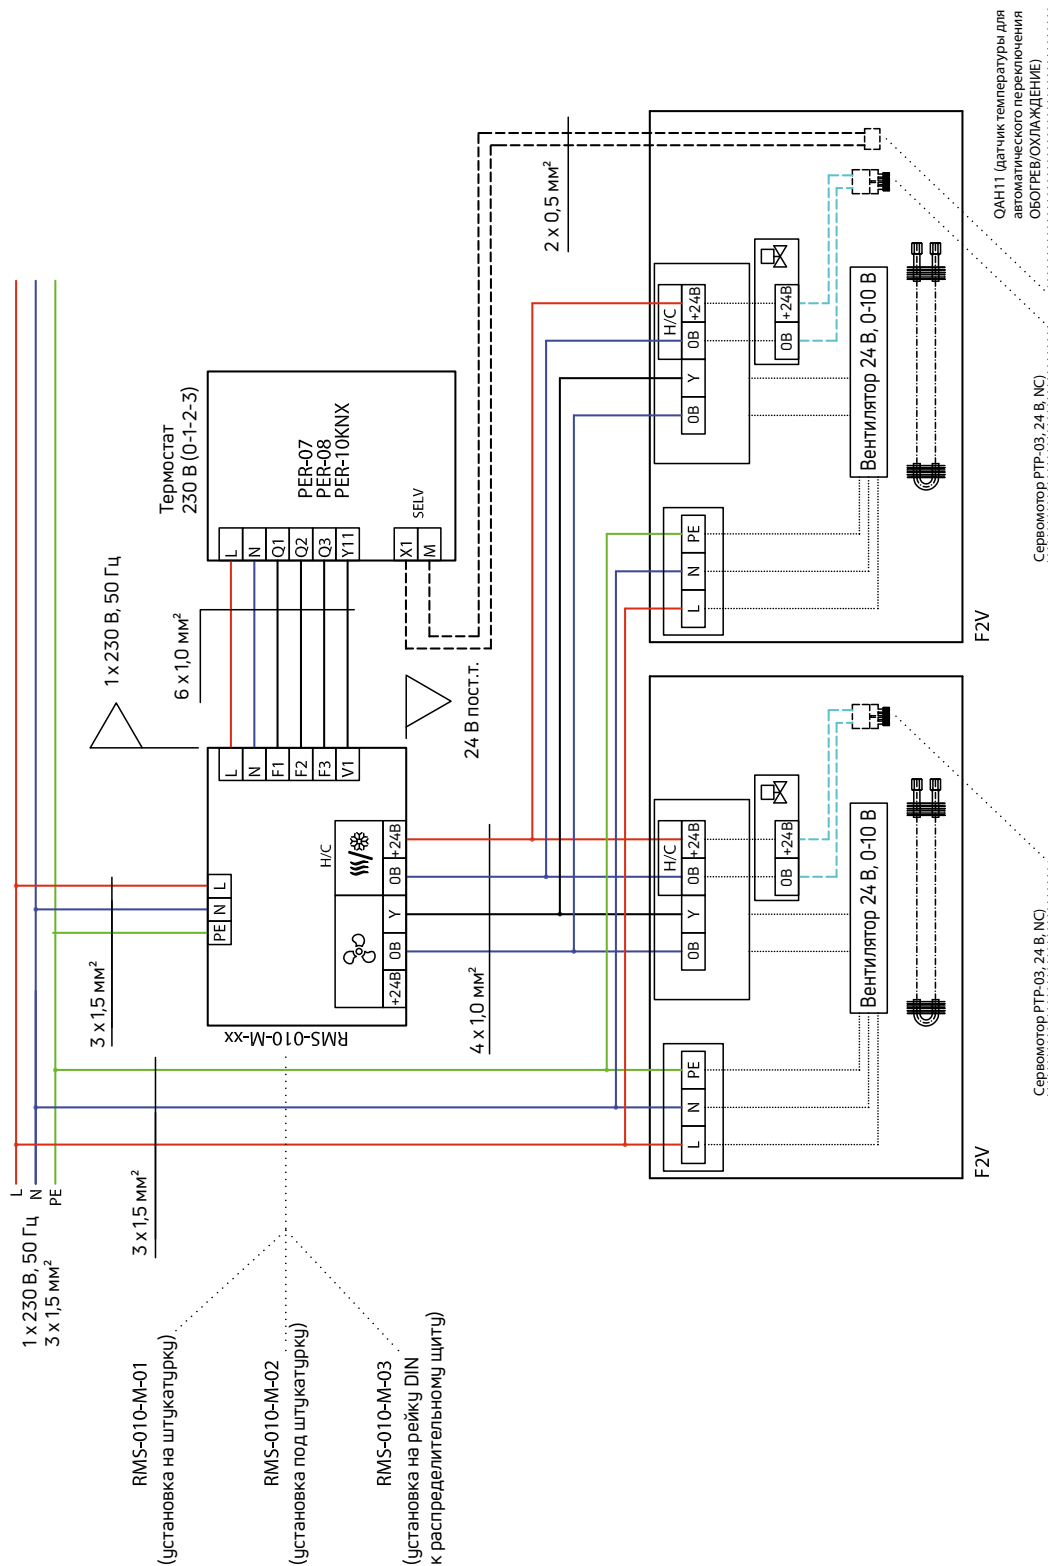 1 x 230 В, 50 Гц
3 x 1,5 мм²
L
N
PE
3 x 1,5 мм²
3 x 1,5 мм²
1 x 230 В, 50 Гц
6 x 1,0 мм²
Термостат
230 В (0-1-2-3)
PER-07
PER-08
PER-10KNX
L
N
Q1
Q2
Q3
Y11
X1
M
SELV
L
N
F1
F2
F3
V1
PE
N
L
H/C
+24В
0В
Y
0В
+24В
RMS-010-M-xx
RMS-010-M-01
(установка на штукатурку)
RMS-010-M-02
(установка под штукатурку)
RMS-010-M-03
(установка на рейку DIN
к распределительному щиту)
24 В пост.т.
4 x 1,0 мм²
2 x 0,5 мм²
L
N
PE
H/C
0В
Y
0В
+24В
0В
+24В
Вентилятор 24 В, 0-10 В
F2V
Сервомотор PTP-03, 24 В, NC)
L
N
PE
H/C
0В
Y
0В
+24В
0В
+24В
Вентилятор 24 В, 0-10 В
F2V
Сервомотор PTP-03, 24 В, NC)
QAH11 (датчик температуры для
автоматического переключения
ОБОГРЕВ/ОХЛАЖДЕНИЕ)